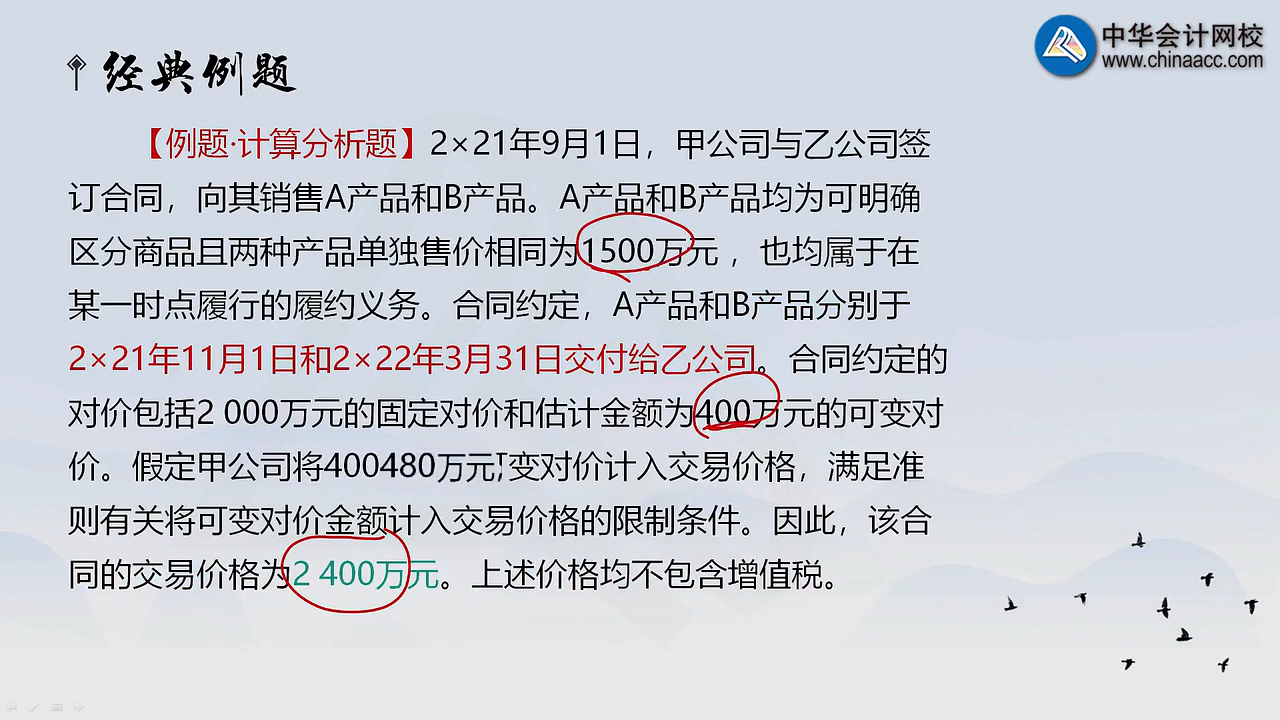 经典例题
中华会计网校
www.chinaacc.com
【例题·计算分析题】2×21年9月1日，甲公司与乙公司签
订合同，向其销售A产品和B产品。A产品和B产品均为可明确
区分商品且两种产品单独售价相同为1500万元，也均属于在
某一时点履行的履约义务。合同约定，A产品和B产品分别于
2×21年11月1日和2×22年3月31日交付给乙公司。合同约定的
对价包括2 000万元的固定对价和估计金额为400万元的可变对
价。假定甲公司将400480万元变对价计入交易价格，满足准
则有关将可变对价金额计入交易价格的限制条件。因此，该合
同的交易价格为2 400万元。上述价格均不包含增值税。